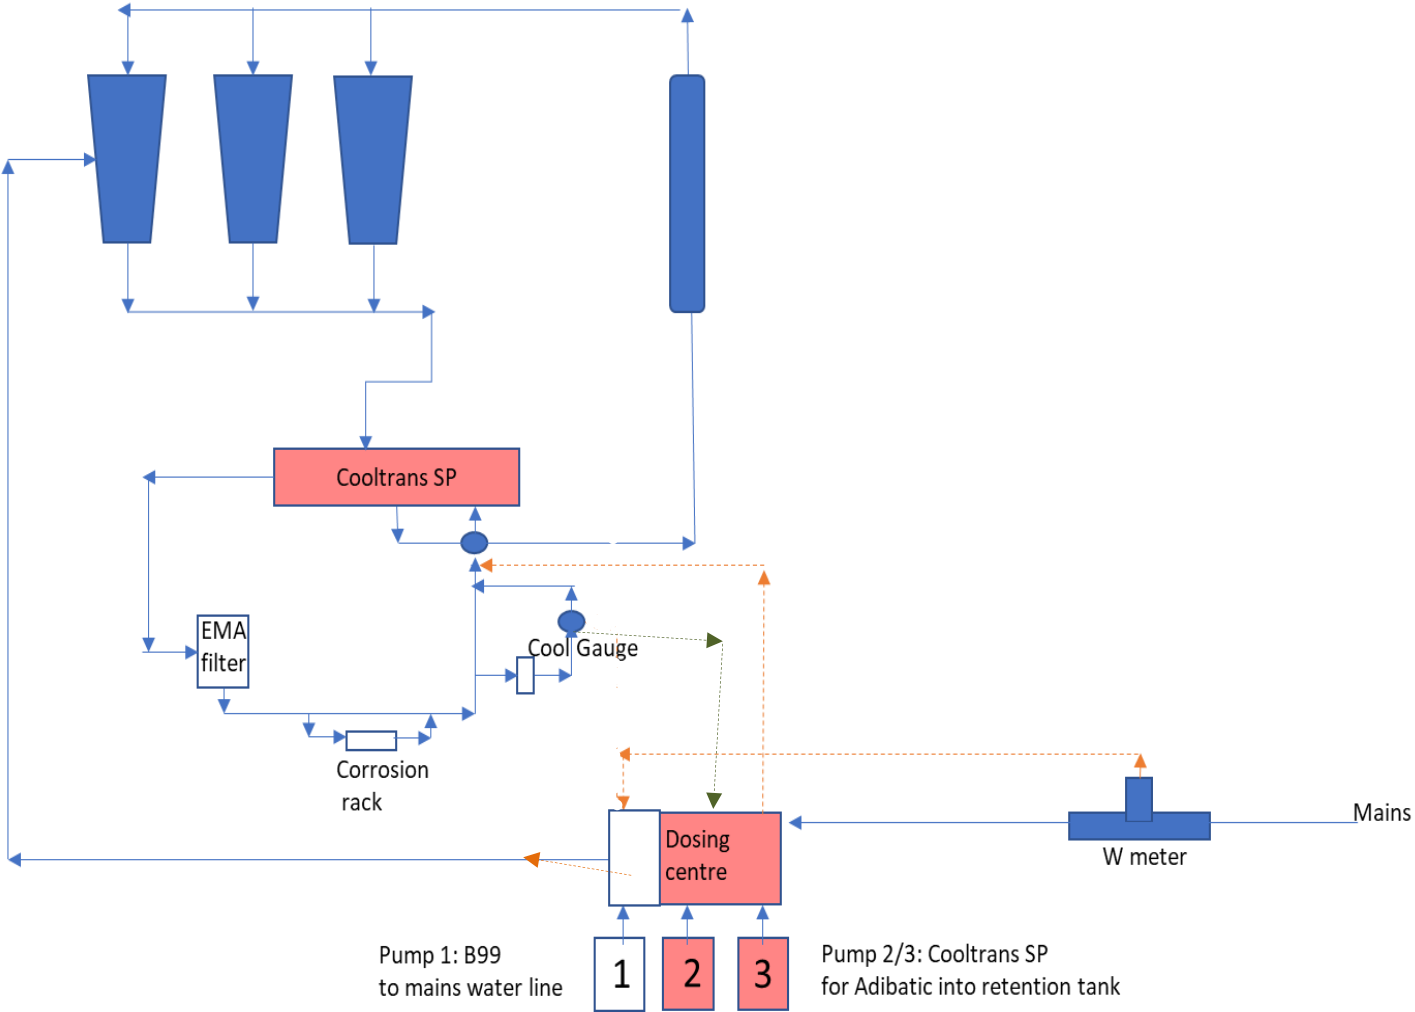 Cooltrans SP
EMA
filter
Cool Gauge
Corrosion
rack
Mains
W meter
Dosing
centre
Pump 1: B99
to mains water line
1
2
3
Pump 2/3: Cooltrans SP
for Adibatic into retention tank